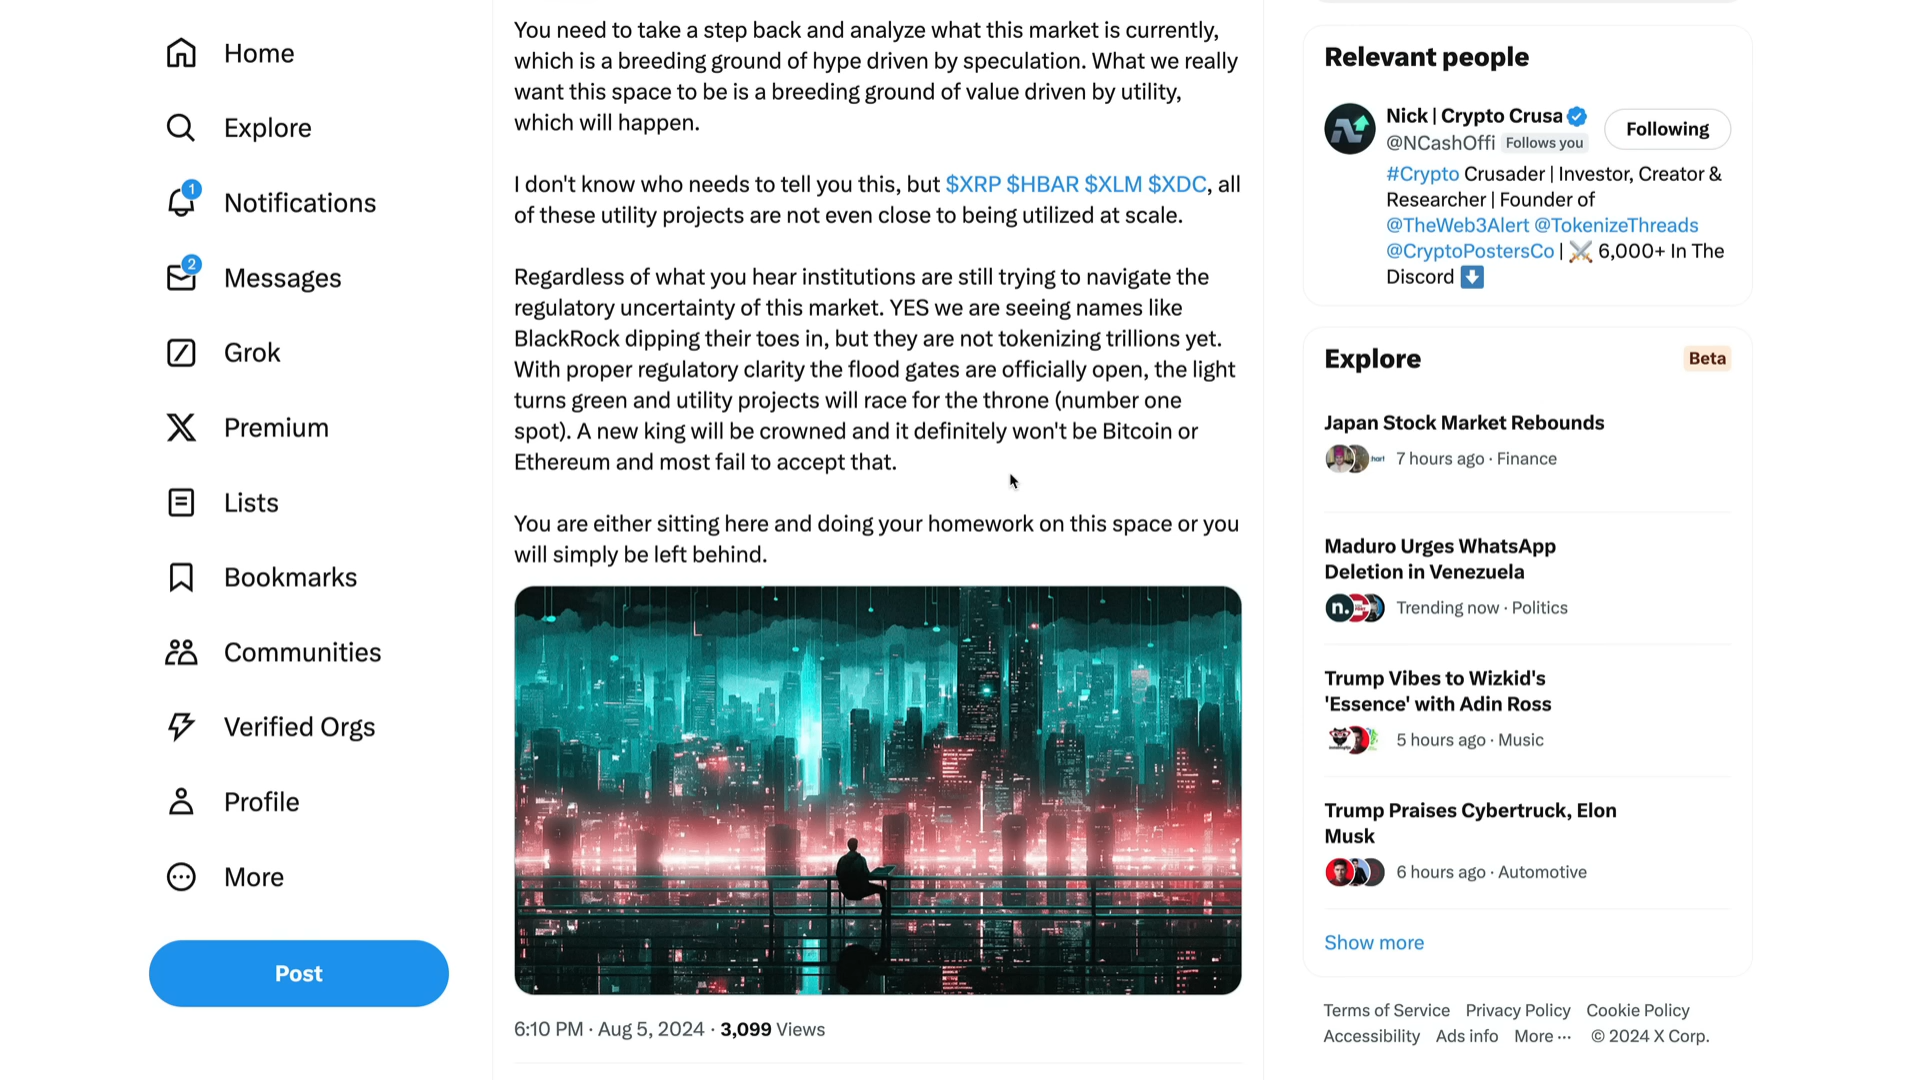 Home
Explore
1
Notifications
2
Messages
Grok
Premium
Lists
Bookmarks
Communities
Verified Orgs
Profile
More
Post
You need to take a step back and analyze what this market is currently,
which is a breeding ground of hype driven by speculation. What we really
want this space to be is a breeding ground of value driven by utility,
which will happen.
I don't know who needs to tell you this, but $XRP $HBAR $XLM $XDC, all
of these utility projects are not even close to being utilized at scale.
Regardless of what you hear institutions are still trying to navigate the
regulatory uncertainty of this market. YES we are seeing names like
BlackRock dipping their toes in, but they are not tokenizing trillions yet.
With proper regulatory clarity the flood gates are officially open, the light
turns green and utility projects will race for the throne (number one
spot). A new king will be crowned and it definitely won't be Bitcoin or
Ethereum and most fail to accept that.
You are either sitting here and doing your homework on this space or you
will simply be left behind.
6:10 PM · Aug 5, 2024 · 3,099 Views
Relevant people
Nick | Crypto Crusa
Following
@NCashOffi Follows you
#Crypto Crusader | Investor, Creator &
Researcher | Founder of
@TheWeb3Alert @TokenizeThreads
@CryptoPostersCo | ⚔️ 6,000+ In The
Discord ⬇️
Explore
Beta
Japan Stock Market Rebounds
7 hours ago · Finance
Maduro Urges WhatsApp
Deletion in Venezuela
n.
Trending now · Politics
Trump Vibes to Wizkid's
'Essence' with Adin Ross
5 hours ago · Music
Trump Praises Cybertruck, Elon
Musk
6 hours ago · Automotive
Show more
Terms of Service Privacy Policy Cookie Policy
Accessibility Ads info More ··· © 2024 X Corp.